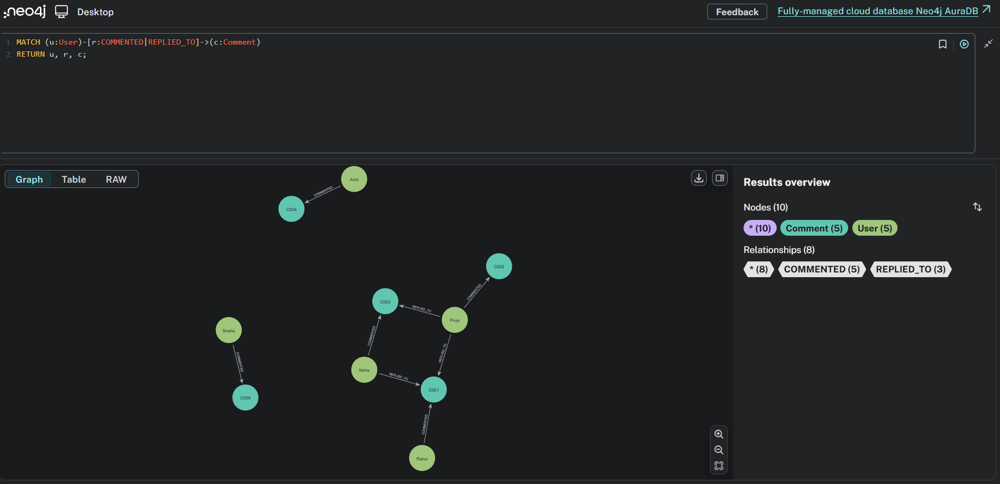 neo4j Desktop Feedback Fully-managed cloud database Neo4j AuraDB
1 MATCH (u:User)-[r:COMMENTED|REPLIED_TO]->(c:Comment)
2 RETURN u, r, c;
Graph Table RAW
Amit
COMMENTED
C004
C002
COMMENTED
C003
REPLIED_TO
Priya
Sneha
COMMENTED
REPLIED_TO
COMMENTED
Neha
REPLIED_TO
C001
C005
COMMENTED
Rahul
Results overview
Nodes (10)
* (10) Comment (5) User (5)
Relationships (8)
* (8) COMMENTED (5) REPLIED_TO (3)